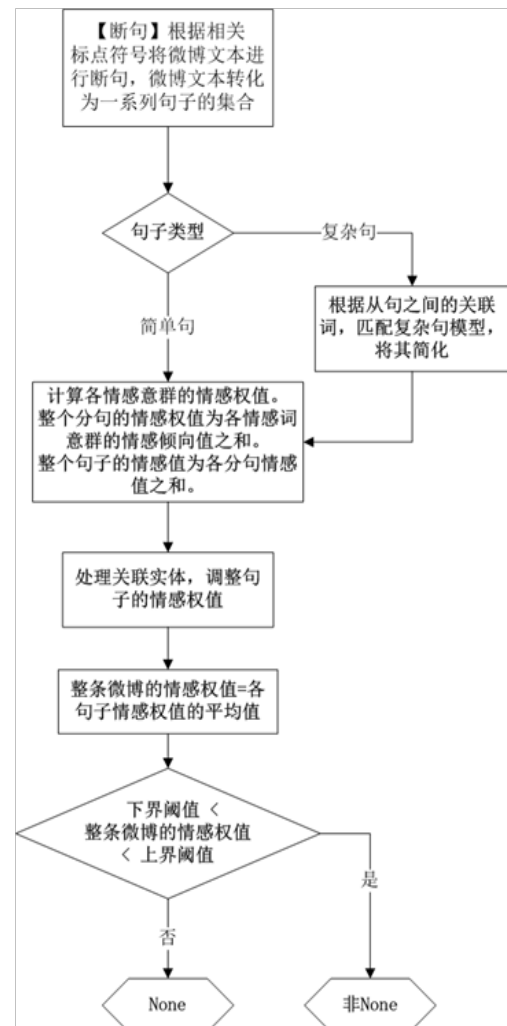 【断句】根据相关
标点符号将微博文本进
行断句，微博文本转化
为一系列句子的集合
句子类型
复杂句
简单句
根据从句之间的关联
词，匹配复杂句模型，
将其简化
计算各情感意群的情感权值。
整个分句的情感权值为各情感词
意群的情感倾向值之和。
整个句子的情感值为各分句情感
值之和。
处理关联实体，调整句
子的情感权值
整条微博的情感权值=各
句子情感权值的平均值
下界阈值 <
整条微博的情感权值
< 上界阈值
是
否
None
非None